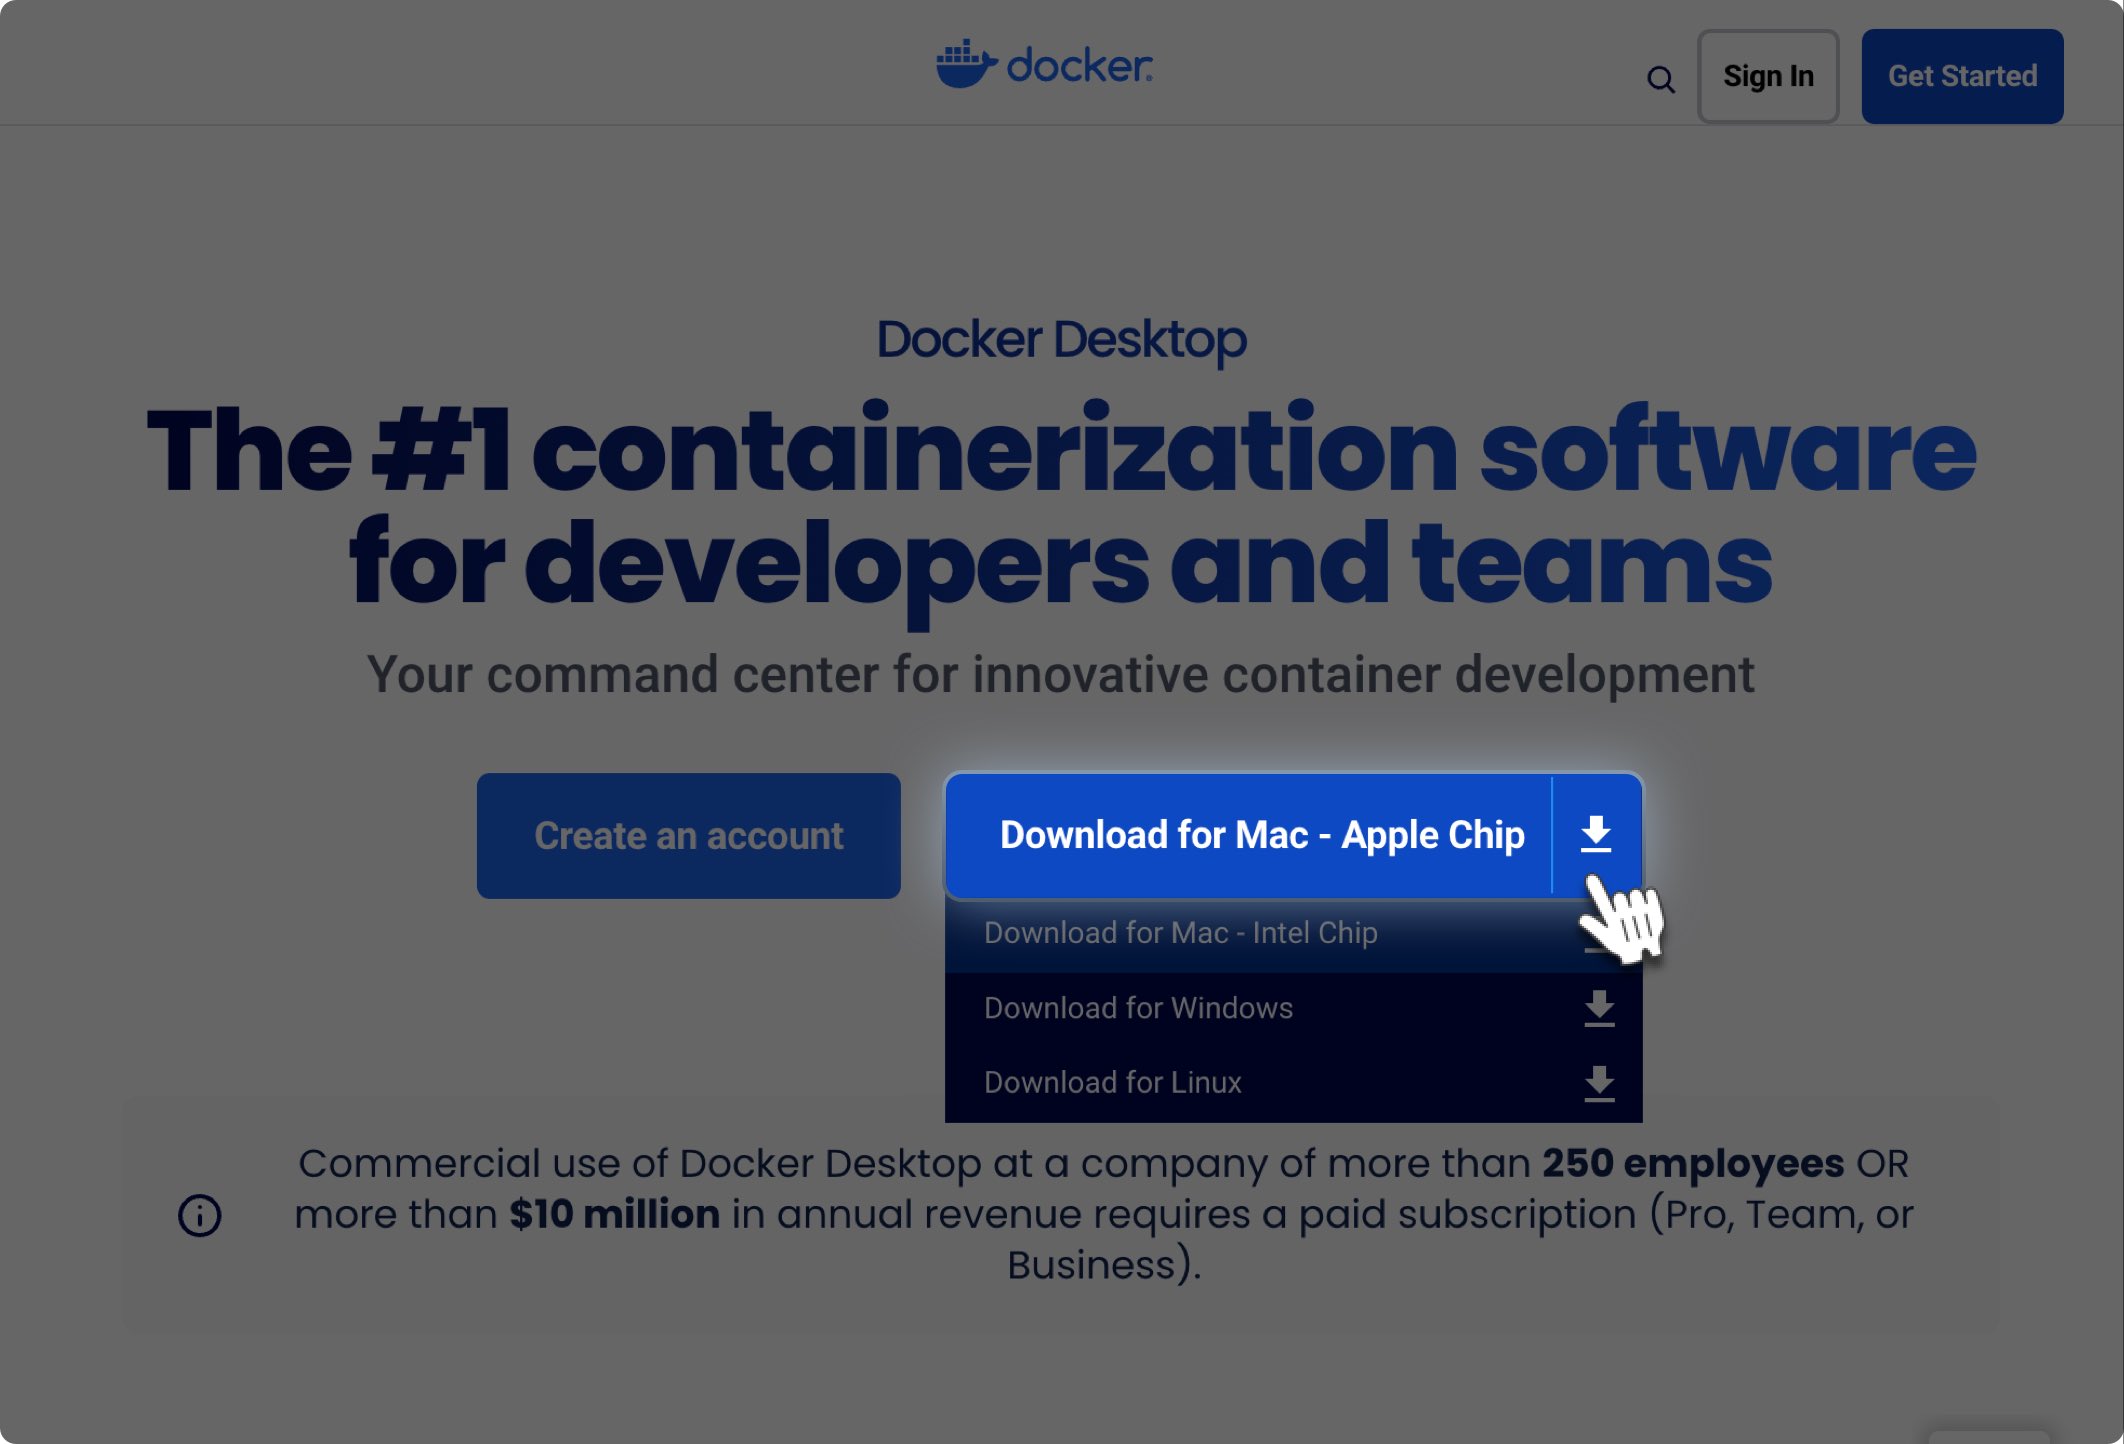 docker
Sign In
Get Started
Docker Desktop
The #1 containerization software
for developers and teams
Your command center for innovative container development
Create an account
Download for Mac - Apple Chip
Download for Mac - Intel Chip
Download for Windows
Download for Linux
Commercial use of Docker Desktop at a company of more than 250 employees OR
more than $10 million in annual revenue requires a paid subscription (Pro, Team, or
Business).